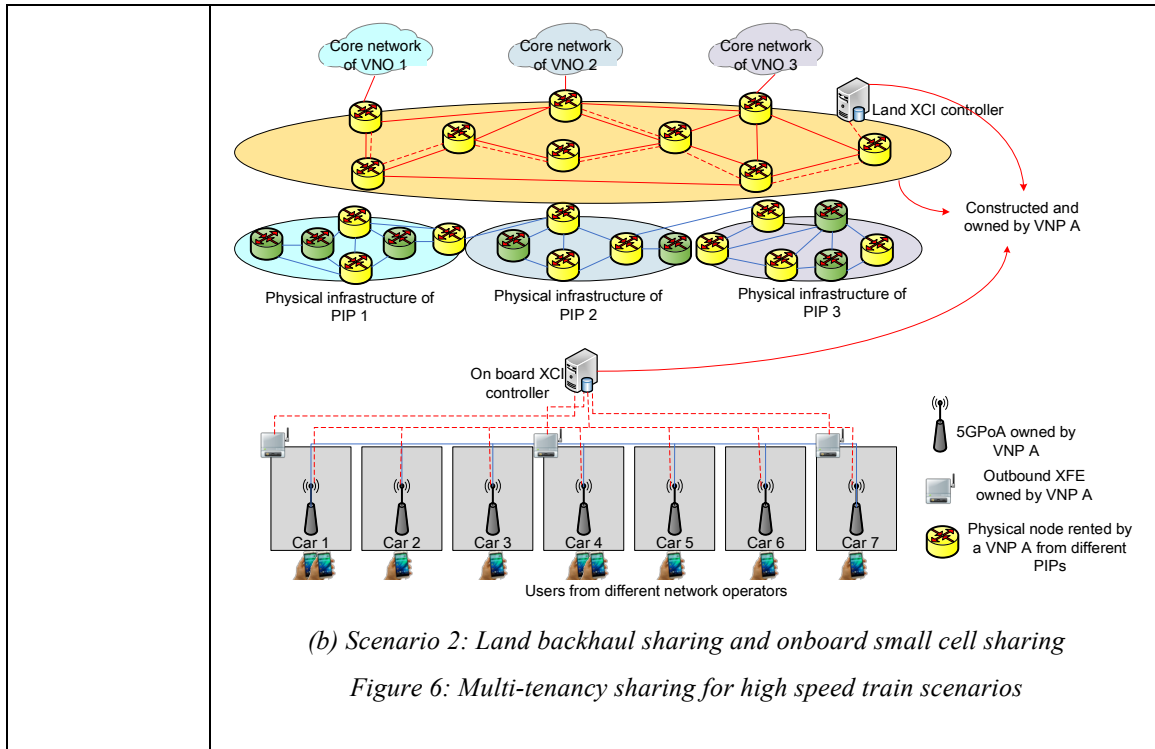 Core network
of VNO 1
Core network
of VNO 2
Core network
of VNO 3
Land XCI controller
Constructed and
owned by VNP A
Physical infrastructure of
PIP 1
Physical infrastructure of
PIP 2
Physical infrastructure of
PIP 3
On board XCI
controller
5GPoA owned by
VNP A
Outbound XFE
owned by VNP A
Physical node rented by
a VNP A from different
PIPs
Car 1
Car 2
Car 3
Car 4
Car 5
Car 6
Car 7
Users from different network operators
(b) Scenario 2: Land backhaul sharing and onboard small cell sharing
Figure 6: Multi-tenancy sharing for high speed train scenarios